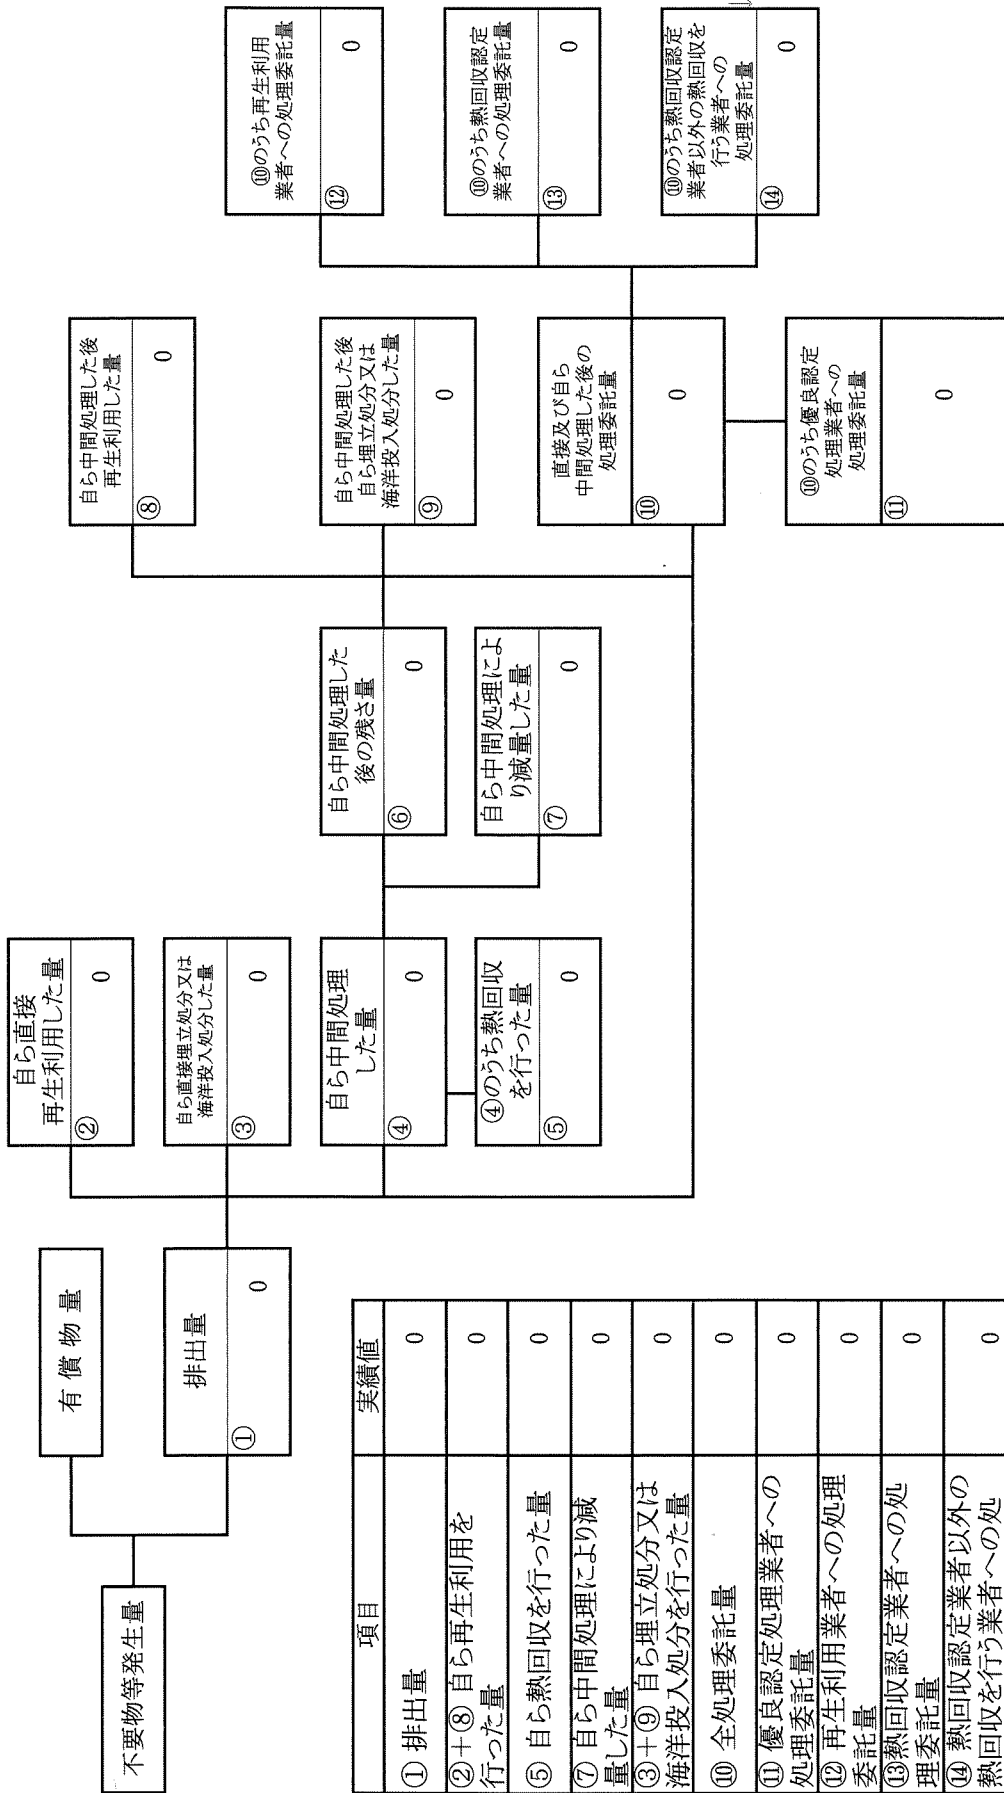 不要物等発生量
有償物量
排出量
①
0
自ら直接
再生利用した量
②
0
自ら直接埋立処分又は
海洋投入処分した量
③
0
自ら中間処理
した量
④
0
④のうち熱回収
を行った量
⑤
0
自ら中間処理した
後の残さ量
⑥
0
自ら中間処理によ
り減量した量
⑦
0
自ら中間処理した後
再生利用した量
⑧
0
自ら中間処理した後
自ら埋立処分又は
海洋投入処分した量
⑨
0
直接及び自ら
中間処理した後の
処理委託量
⑩
0
⑩のうち優良認定
処理業者への
処理委託量
⑪
0
⑩のうち再生利用
業者への処理委託量
⑫
0
⑩のうち熱回収認定
業者への処理委託量
⑬
0
⑩のうち熱回収認定
業者以外の熱回収を
行う業者への
処理委託量
⑭
0
項目 実績値
①排出量 0
②+⑧ 自ら再生利用を
行った量 0
⑤ 自ら熱回収を行った量 0
⑦ 自ら中間処理により減
量した量 0
③+⑨ 自ら埋立処分又は
海洋投入処分を行った量 0
⑩ 全処理委託量 0
⑪ 優良認定処理業者への
処理委託量 0
⑫ 再生利用業者への処理
委託量 0
⑬熱回収認定業者への処
理委託量 0
⑭ 熱回収認定業者以外の
熱回収を行う業者への処 0